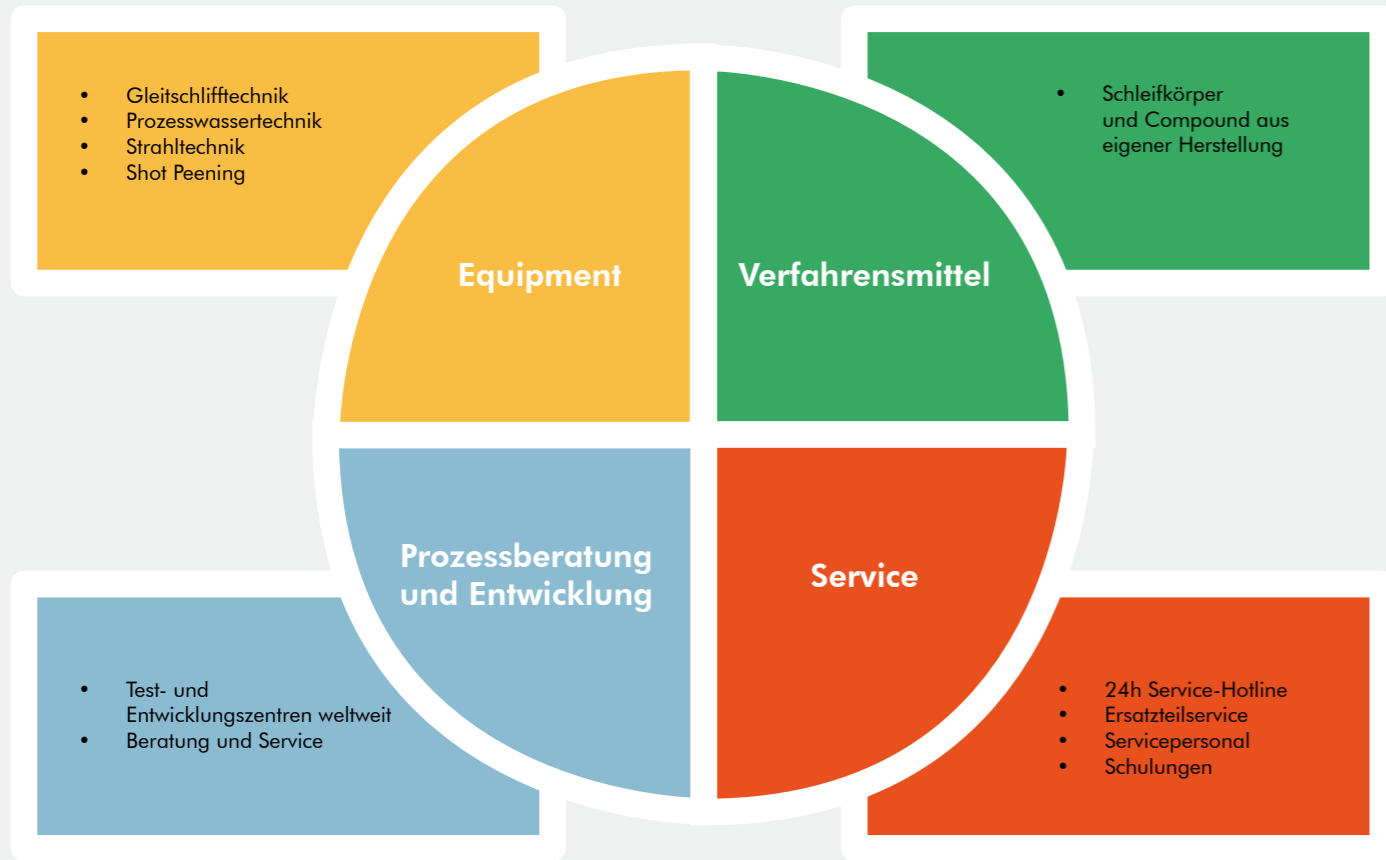 • Gleitschlifftechnik
• Prozesswassertechnik
• Strahltechnik
• Shot Peening
• Schleifkörper
und Compound aus
eigener Herstellung
Equipment
Verfahrensmittel
Prozessberatung
und Entwicklung
Service
• Test- und
Entwicklungszentren weltweit
• Beratung und Service
• 24h Service-Hotline
• Ersatzteilservice
• Servicepersonal
• Schulungen